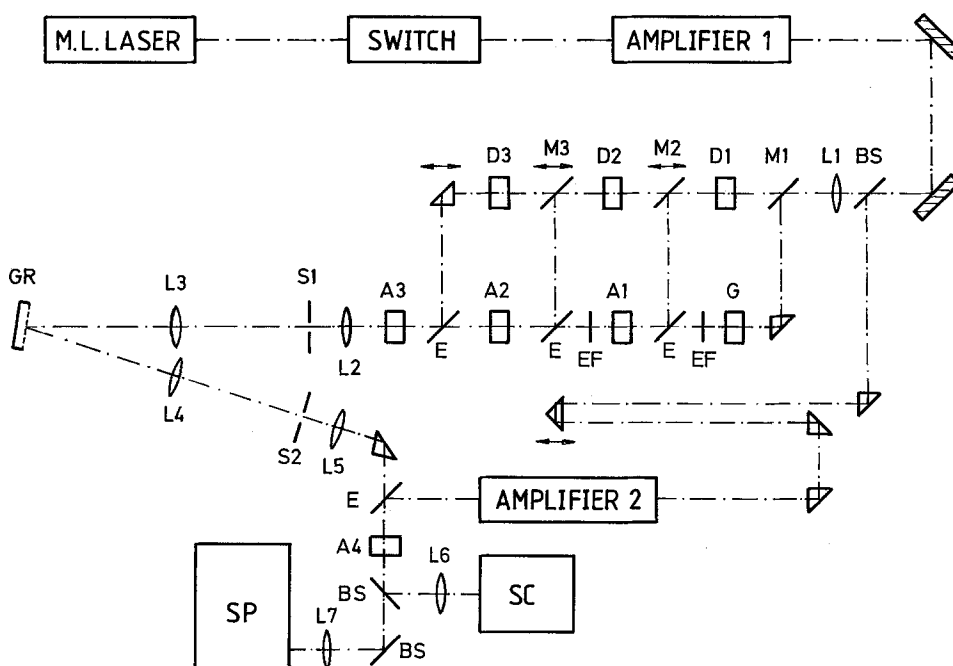 M.L. LASER
SWITCH
AMPLIFIER 1
D3
M3
D2
M2
D1
M1
L1
BS
GR
L3
S1
A3
A2
A1
G
L2
E
E
EF
E
EF
L4
S2
L5
E
AMPLIFIER 2
A4
L6
BS
SC
SP
L7
BS